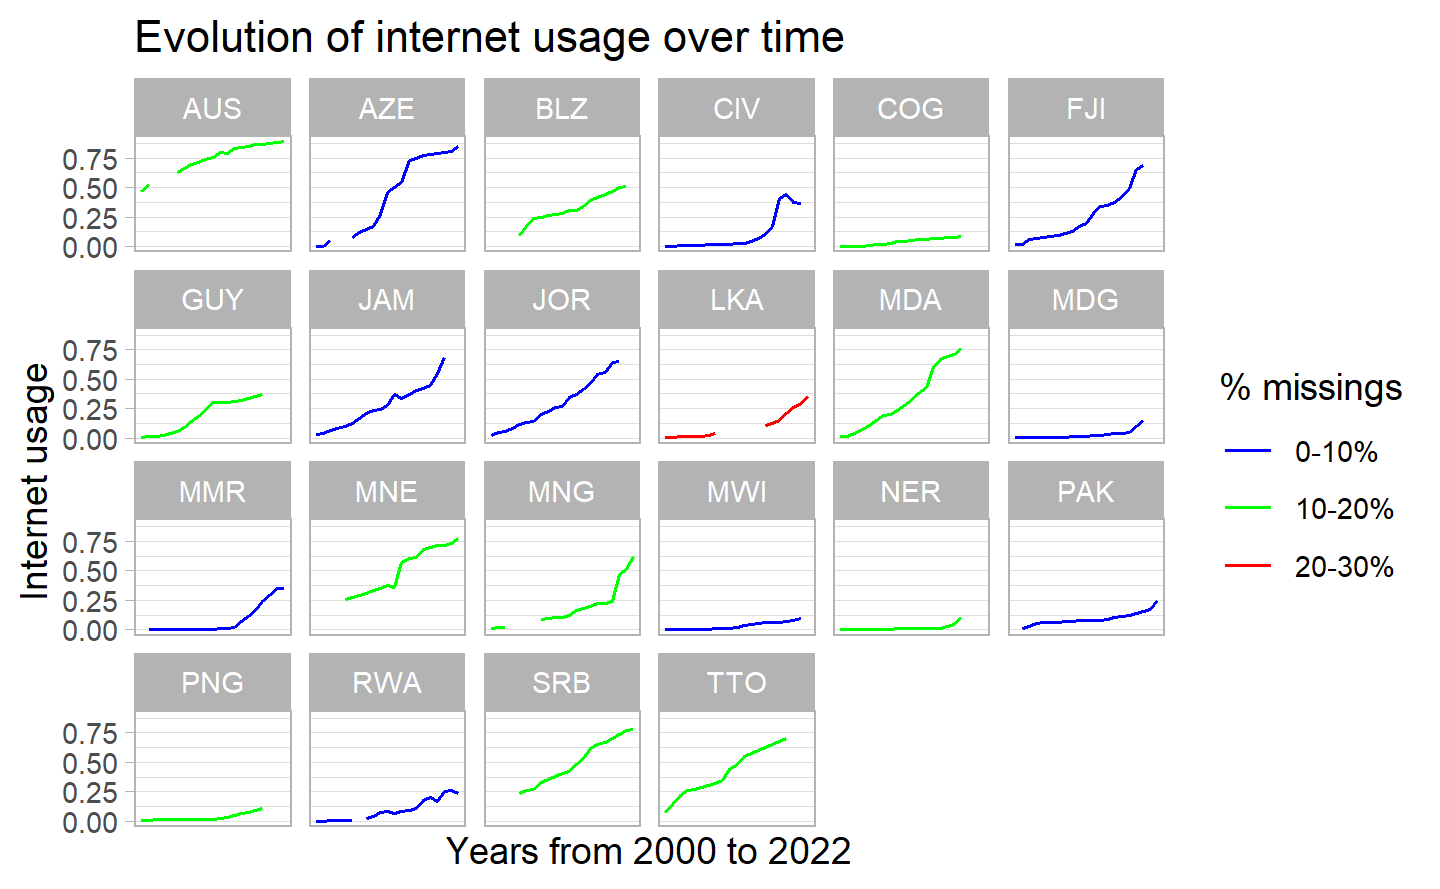 Evolution of internet usage over time
AUS AZE BLZ CIV COG FJI
0.75
0.50
0.25
0.00
GUY JAM JOR LKA MDA MDG
0.75
0.50
0.25
0.00
MMR MNE MNG MWI NER PAK
0.75
0.50
0.25
0.00
PNG RWA SRB TTO
0.75
0.50
0.25
0.00
Internet usage
Years from 2000 to 2022
% missings
0-10%
10-20%
20-30%